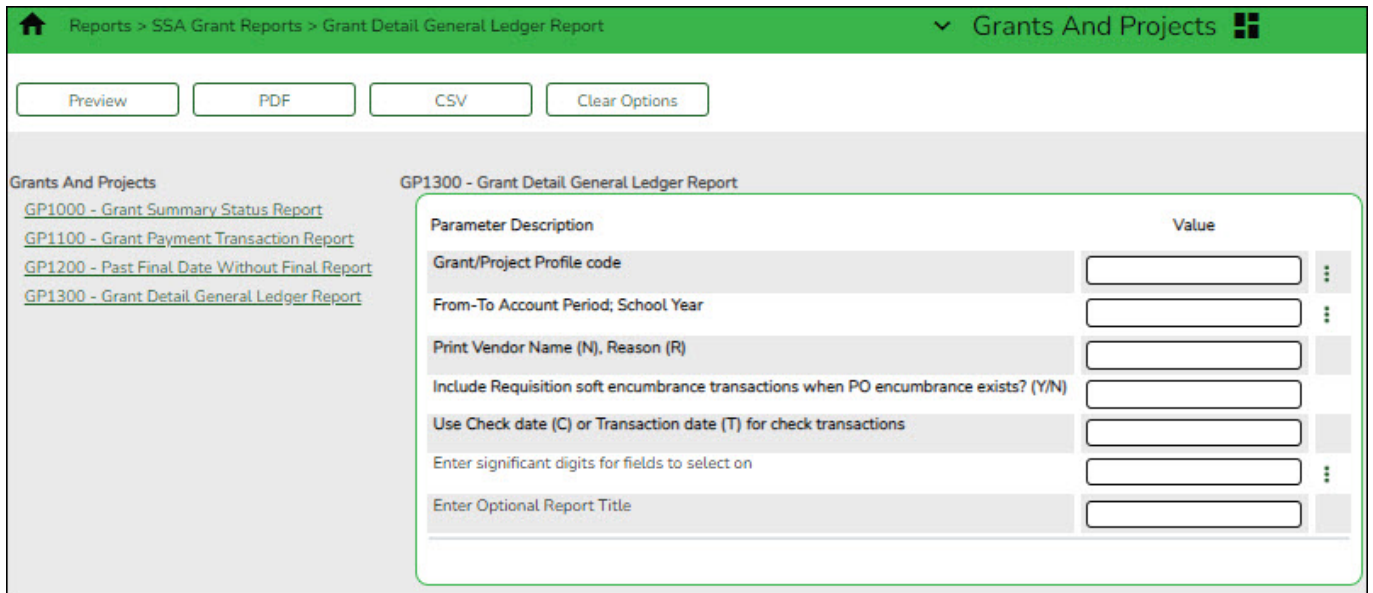 Reports > SSA Grant Reports > Grant Detail General Ledger Report
Grants And Projects
Preview
PDF
CSV
Clear Options
Grants And Projects
GP1000 - Grant Summary Status Report
GP1100 - Grant Payment Transaction Report
GP1200 - Past Final Date Without Final Report
GP1300 - Grant Detail General Ledger Report
GP1300 - Grant Detail General Ledger Report
Parameter Description Value
Grant/Project Profile code
From-To Account Period; School Year
Print Vendor Name (N), Reason (R)
Include Requisition soft encumbrance transactions when PO encumbrance exists? (Y/N)
Use Check date (C) or Transaction date (T) for check transactions
Enter significant digits for fields to select on
Enter Optional Report Title